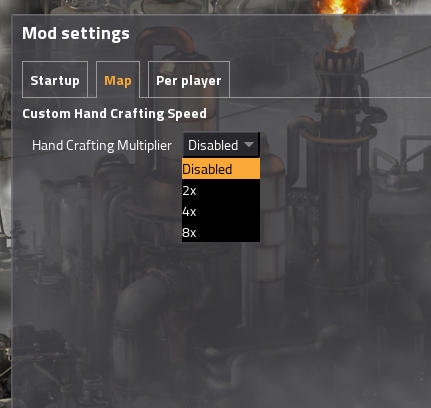 Mod settings
Startup Map Per player
Custom Hand Crafting Speed
Hand Crafting Multiplier Disabled
Disabled
2x
4x
8x